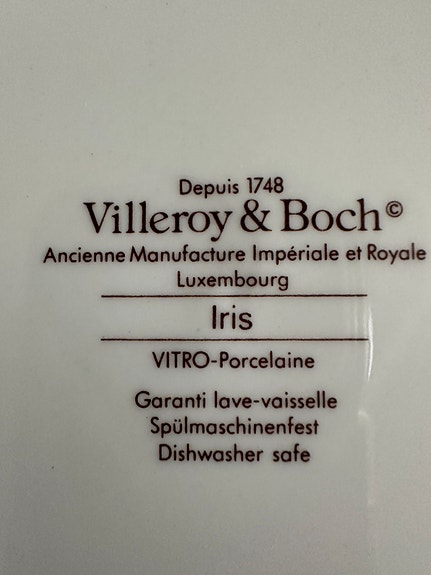 Depuis 1748
Villeroy & Boch©
Ancienne Manufacture Impériale et Royale
Luxembourg
Iris
VITRO-Porcelaine
Garanti lave-vaisselle
Spülmaschinenfest
Dishwasher safe